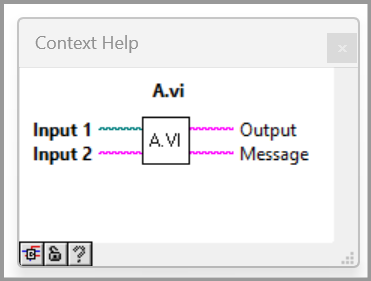 Context Help
x
A.vi
Input 1 A.VI Output
Input 2 Message
?